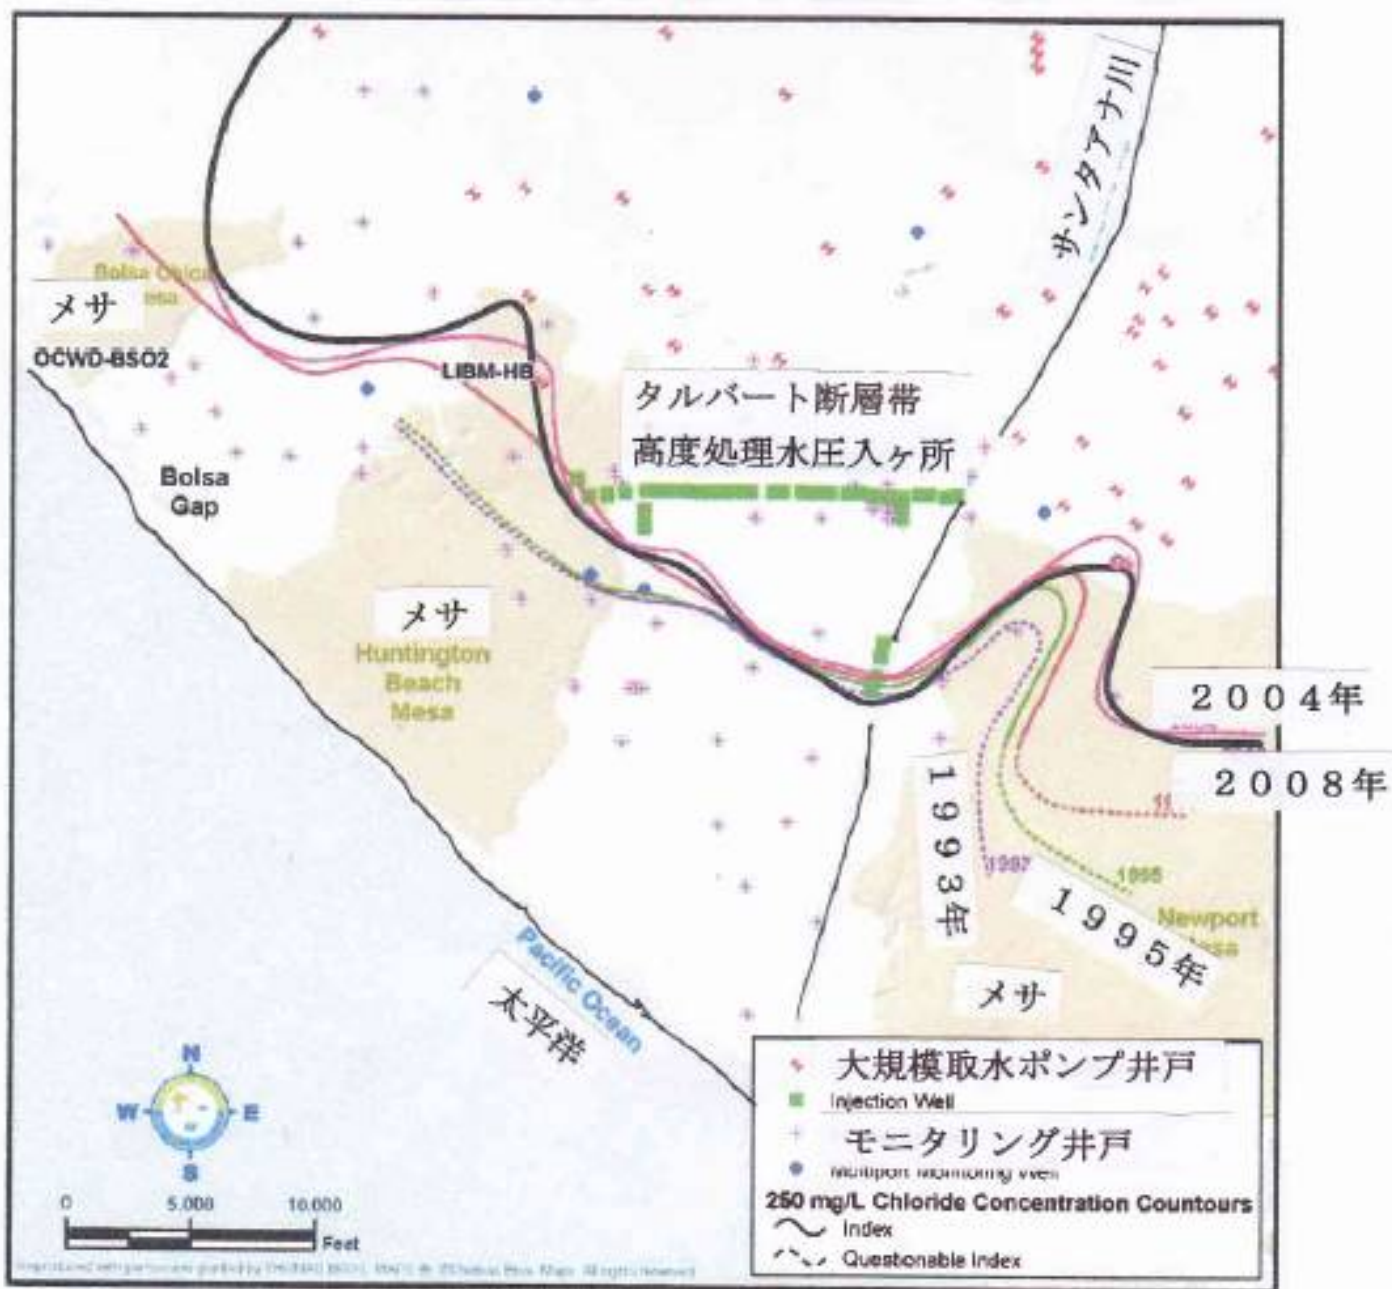 サンタアナ川
Bolsa Chica
メサ
OCWD-BSO2
LIBM-HB
タルバート断層帯
高度処理水圧入ヶ所
Bolsa
Gap
メサ
Huntington
Beach
Mesa
2004年
2008年
1993年
1995年
Newport
メサ
Pacific Ocean
太平洋
N
W
E
S
0
5.000
10.000
Feet
大規模取水ポンプ井戸
Injection Well
モニタリング井戸
Multiport Monitoring Well
250 mg/L Chloride Concentration Countours
Index
Questionable Index